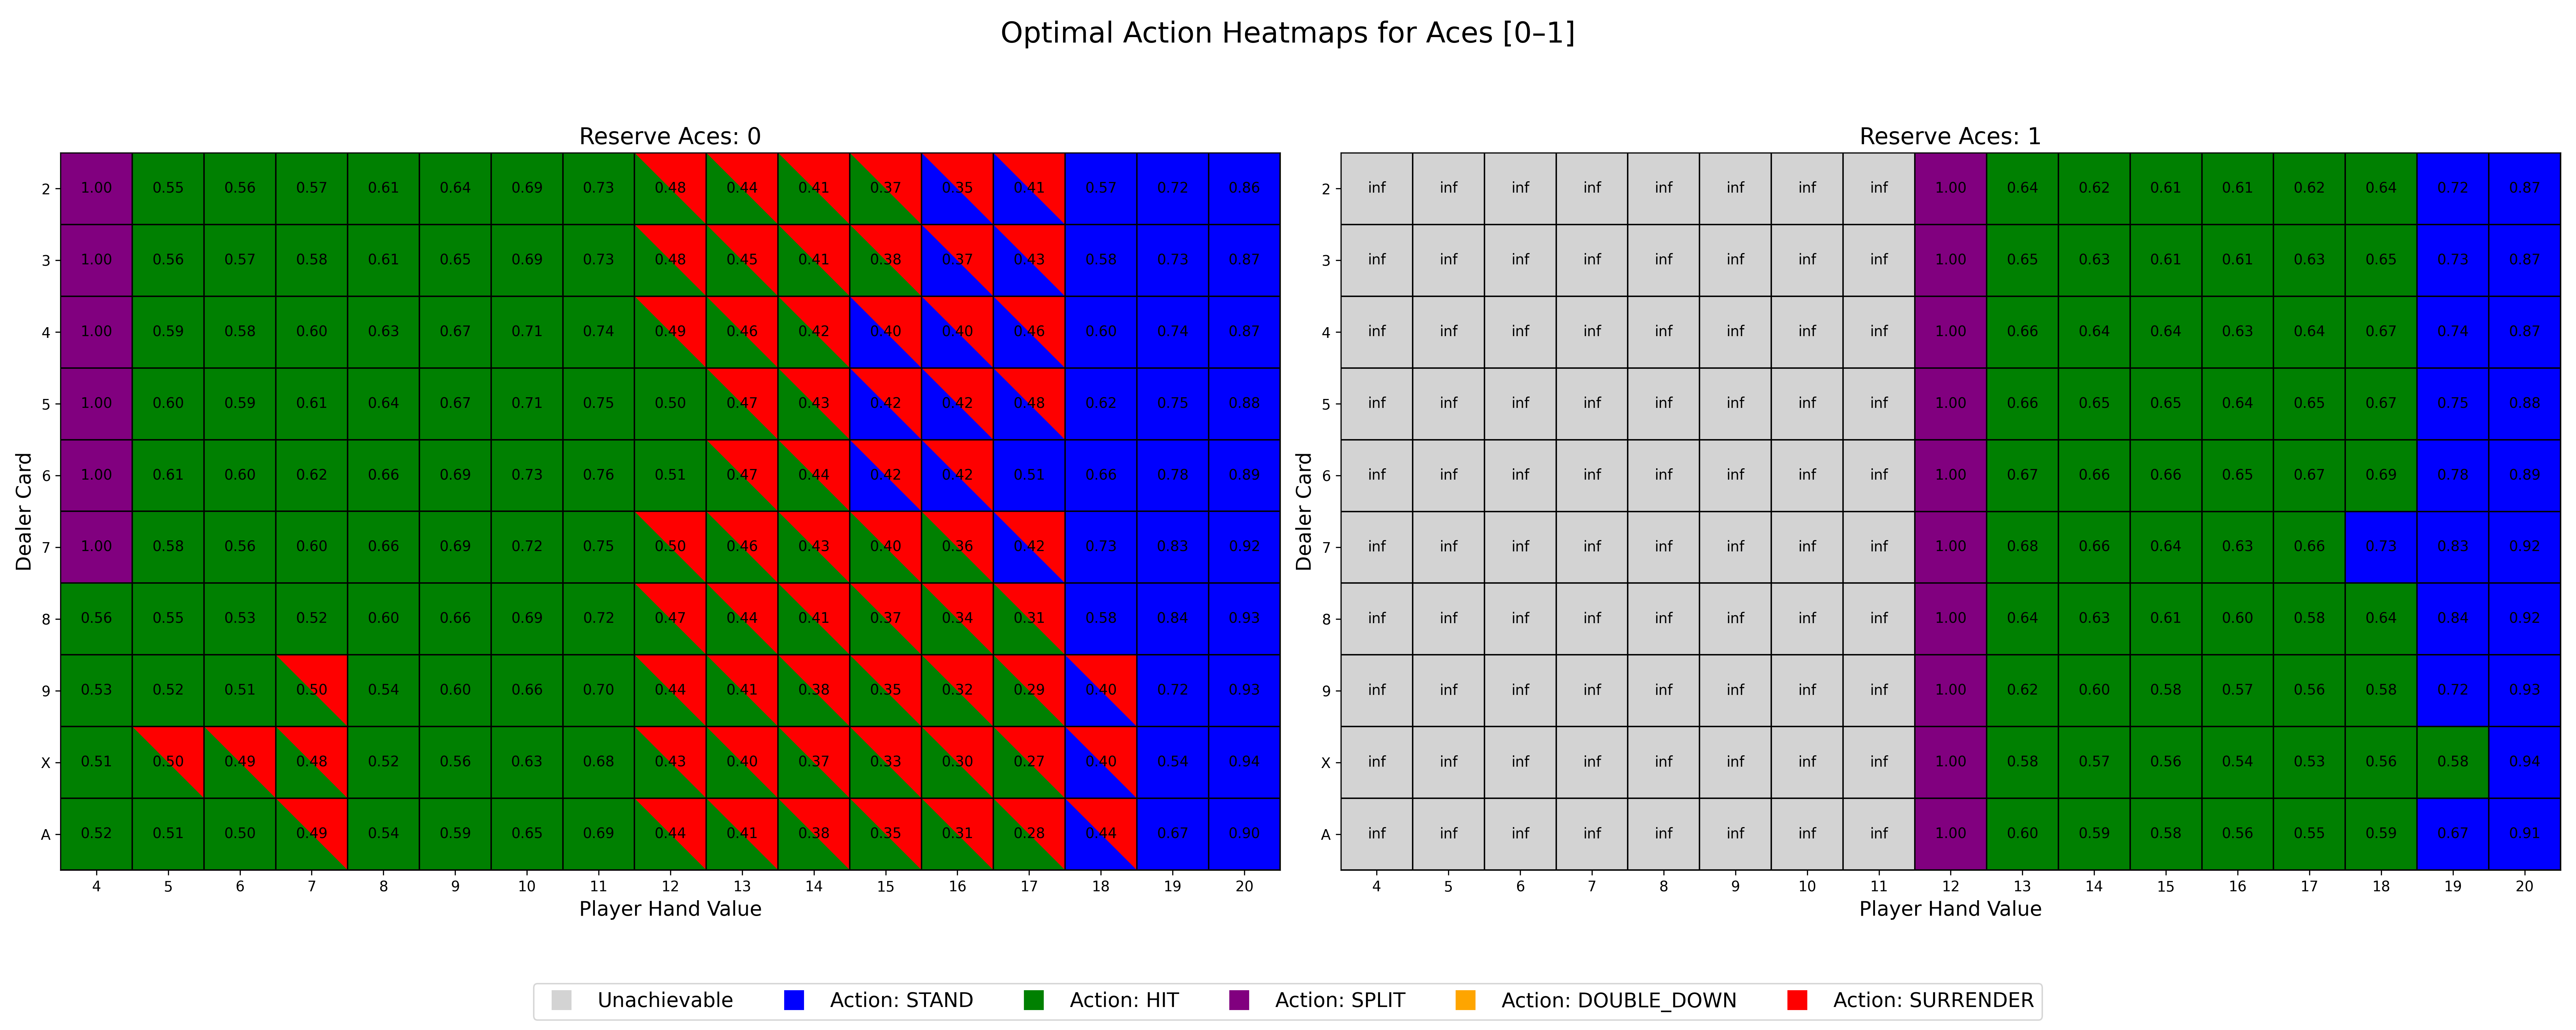 Optimal Action Heatmaps for Aces [0–1]
Reserve Aces: 0
2 1.00 0.55 0.56 0.57 0.61 0.64 0.69 0.73 0.48 0.44 0.41 0.37 0.35 0.41 0.57 0.72 0.86
3 1.00 0.56 0.57 0.58 0.61 0.65 0.69 0.73 0.48 0.45 0.41 0.38 0.37 0.43 0.58 0.73 0.87
4 1.00 0.59 0.58 0.60 0.63 0.67 0.71 0.74 0.49 0.46 0.42 0.40 0.40 0.46 0.60 0.74 0.87
5 1.00 0.60 0.59 0.61 0.64 0.67 0.71 0.75 0.50 0.47 0.43 0.42 0.42 0.48 0.62 0.75 0.88
6 1.00 0.61 0.60 0.62 0.66 0.69 0.73 0.76 0.51 0.47 0.44 0.42 0.42 0.51 0.66 0.78 0.89
7 1.00 0.58 0.56 0.60 0.66 0.69 0.72 0.75 0.50 0.46 0.43 0.40 0.36 0.42 0.73 0.83 0.92
8 0.56 0.55 0.53 0.52 0.60 0.66 0.69 0.72 0.47 0.44 0.41 0.37 0.34 0.31 0.58 0.84 0.93
9 0.53 0.52 0.51 0.50 0.54 0.60 0.66 0.70 0.44 0.41 0.38 0.35 0.32 0.29 0.40 0.72 0.93
X 0.51 0.50 0.49 0.48 0.52 0.56 0.63 0.68 0.43 0.40 0.37 0.33 0.30 0.27 0.40 0.54 0.94
A 0.52 0.51 0.50 0.49 0.54 0.59 0.65 0.69 0.44 0.41 0.38 0.35 0.31 0.28 0.44 0.67 0.90
4 5 6 7 8 9 10 11 12 13 14 15 16 17 18 19 20
Dealer Card
Player Hand Value
Reserve Aces: 1
2 inf inf inf inf inf inf inf inf 1.00 0.64 0.62 0.61 0.61 0.62 0.64 0.72 0.87
3 inf inf inf inf inf inf inf inf 1.00 0.65 0.63 0.61 0.61 0.63 0.65 0.73 0.87
4 inf inf inf inf inf inf inf inf 1.00 0.66 0.64 0.64 0.63 0.64 0.67 0.74 0.87
5 inf inf inf inf inf inf inf inf 1.00 0.66 0.65 0.65 0.64 0.65 0.67 0.75 0.88
6 inf inf inf inf inf inf inf inf 1.00 0.67 0.66 0.66 0.65 0.67 0.69 0.78 0.89
7 inf inf inf inf inf inf inf inf 1.00 0.68 0.66 0.64 0.63 0.66 0.73 0.83 0.92
8 inf inf inf inf inf inf inf inf 1.00 0.64 0.63 0.61 0.60 0.58 0.64 0.84 0.92
9 inf inf inf inf inf inf inf inf 1.00 0.62 0.60 0.58 0.57 0.56 0.58 0.72 0.93
X inf inf inf inf inf inf inf inf 1.00 0.58 0.57 0.56 0.54 0.53 0.56 0.58 0.94
A inf inf inf inf inf inf inf inf 1.00 0.60 0.59 0.58 0.56 0.55 0.59 0.67 0.91
4 5 6 7 8 9 10 11 12 13 14 15 16 17 18 19 20
Dealer Card
Player Hand Value
Unachievable Action: STAND Action: HIT Action: SPLIT Action: DOUBLE_DOWN Action: SURRENDER